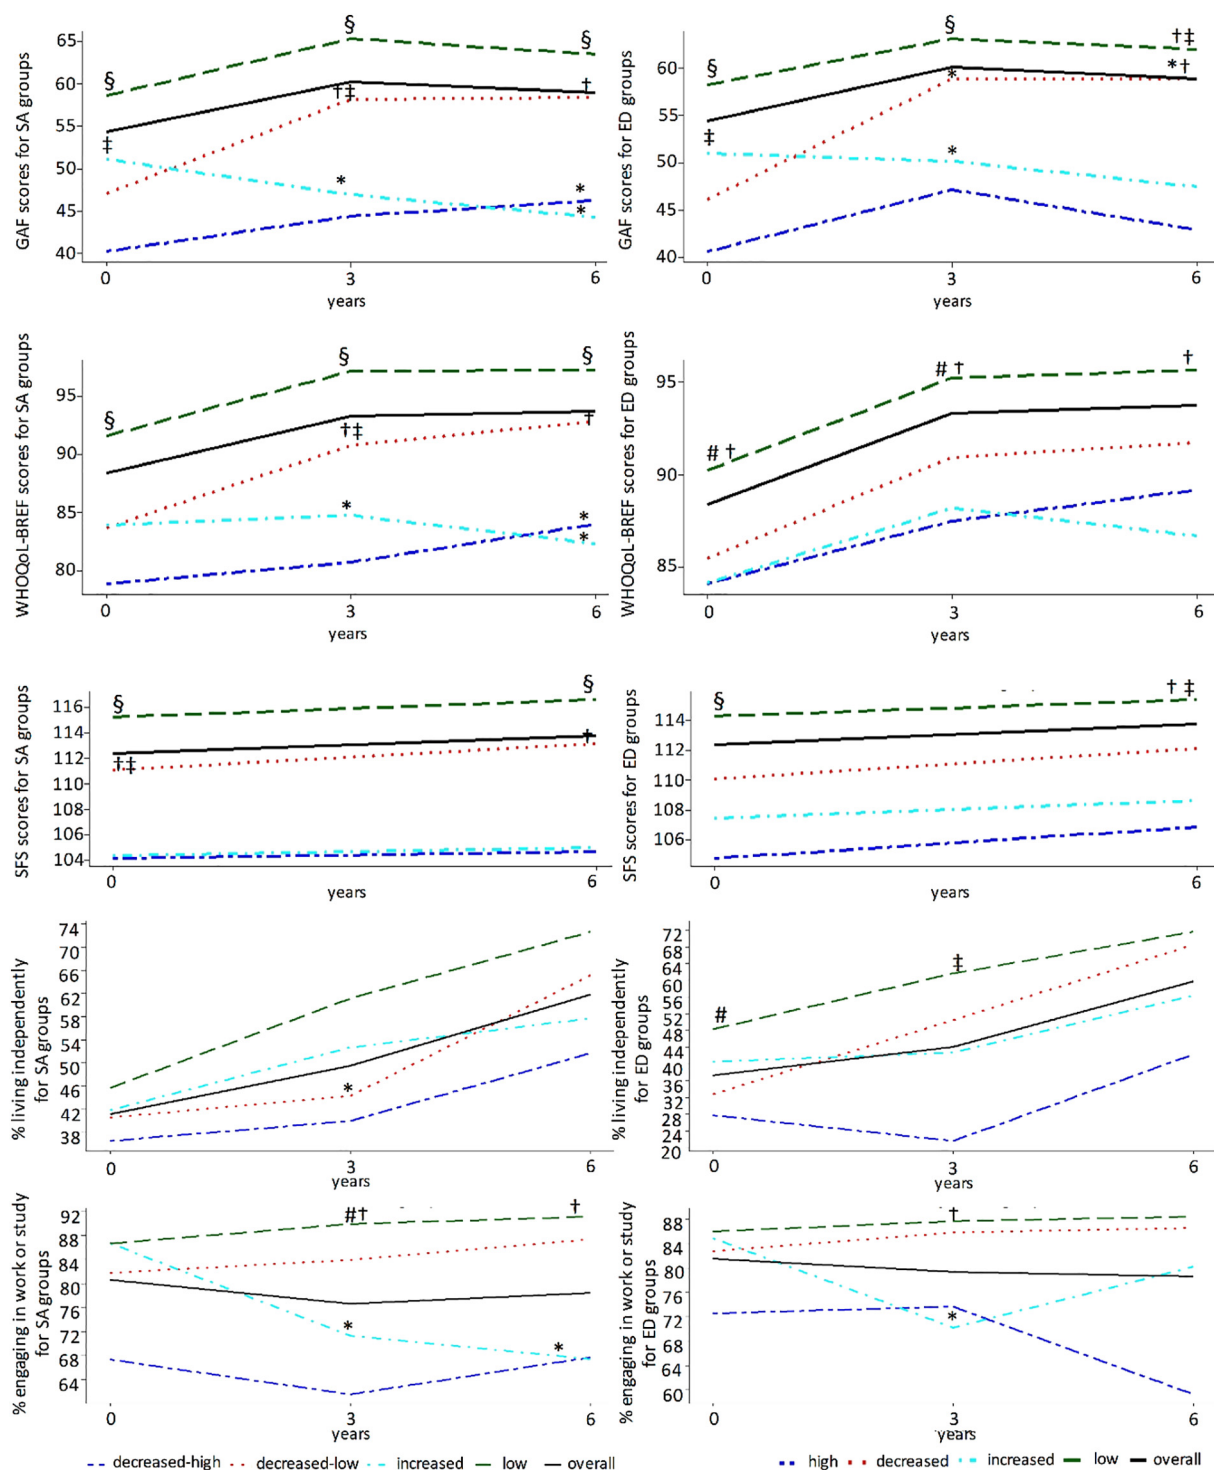 GAF scores for SA groups
65
60
55
50
45
40
§ § §
‡ †‡ †
* * *
0 3 6
years
GAF scores for ED groups
60
55
50
45
40
§ § †‡
‡ * *†
*
0 3 6
years
WHOQoL-BREF scores for SA groups
95
90
85
80
§ § §
†‡ †
* * *
0 3 6
years
WHOQoL-BREF scores for ED groups
95
90
85
# † # † †
0 3 6
years
SFS scores for SA groups
116
114
112
110
108
106
104
§ §
†‡ †
0 6
years
SFS scores for ED groups
114
112
110
108
106
§ † ‡
0 6
years
% living independently
for SA groups
74
70
66
62
58
54
50
46
42
38
*
0 3 6
years
% living independently
for ED groups
72
68
64
60
56
52
48
44
40
36
32
28
24
20
# ‡
0 3 6
years
% engaging in work or study
for SA groups
92
88
84
80
76
72
68
64
#† †
* *
0 3 6
years
% engaging in work or study
for ED groups
88
84
80
76
72
68
64
60
†
*
0 3 6
years
decreased-high decreased-low increased low overall
high decreased increased low overall